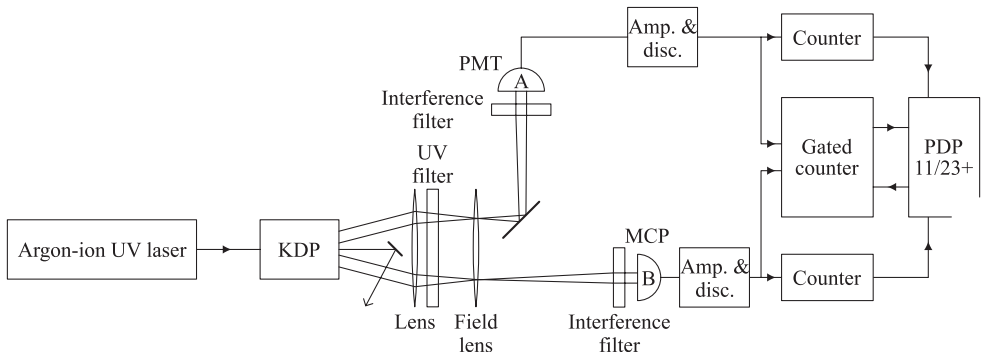 Amp. &
disc.
Counter
PMT
A
Interference
filter
UV
filter
Gated
counter
PDP
11/23+
Argon-ion UV laser
KDP
MCP
B
Amp. &
disc.
Counter
Lens
Field
lens
Interference
filter